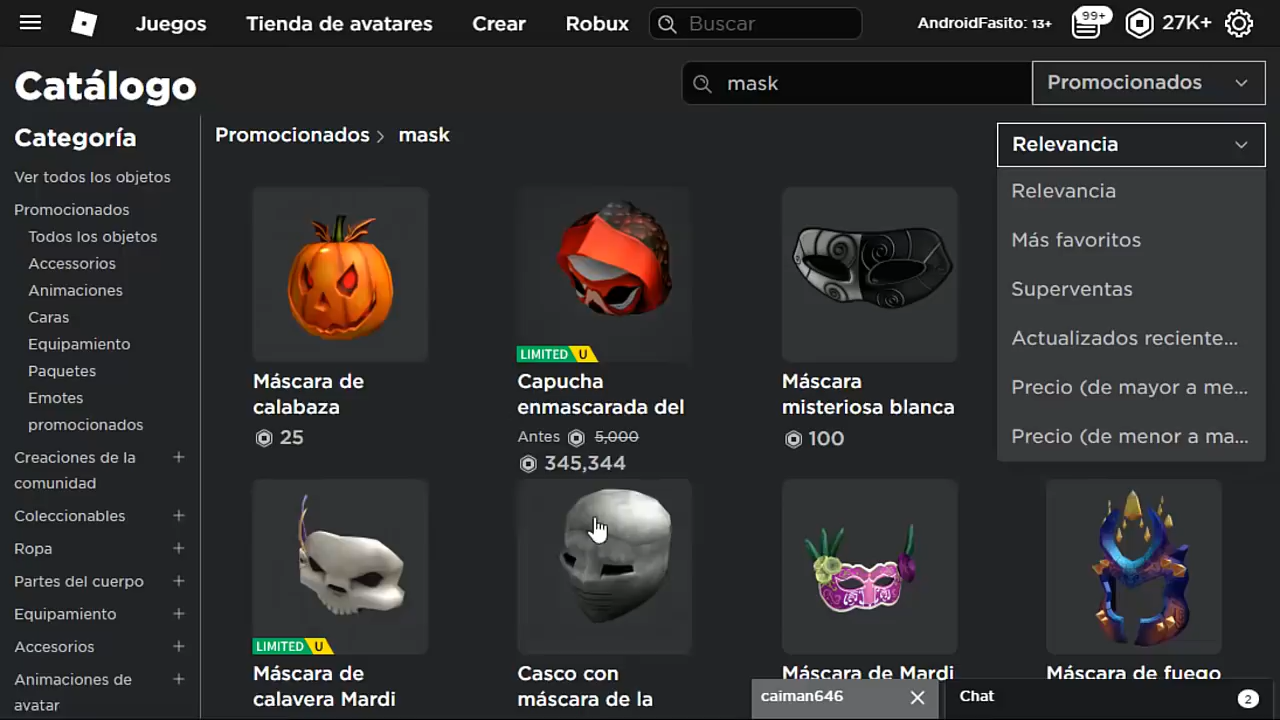 Juegos Tienda de avatares Crear Robux Buscar AndroidFasito: 13+ 99+ 27K+
Catálogo
mask Promocionados
Categoría
Promocionados > mask
Relevancia
Ver todos los objetos
Promocionados
Todos los objetos
Accessorios
Animaciones
Caras
Equipamiento
Paquetes
Emotes
promocionados
Creaciones de la
comunidad
Coleccionables
Ropa
Partes del cuerpo
Equipamiento
Accesorios
Animaciones de
avatar
Relevancia
Más favoritos
Superventas
Actualizados reciente...
Precio (de mayor a me...
Precio (de menor a ma...
Máscara de
calabaza
25
LIMITED U
Capucha
enmascarada del
Antes 5,000
345,344
Máscara
misteriosa blanca
100
LIMITED U
Máscara de
calavera Mardi
Casco con
máscara de la
Máscara de Mardi
Máscara de fuego
caiman646
Chat 2